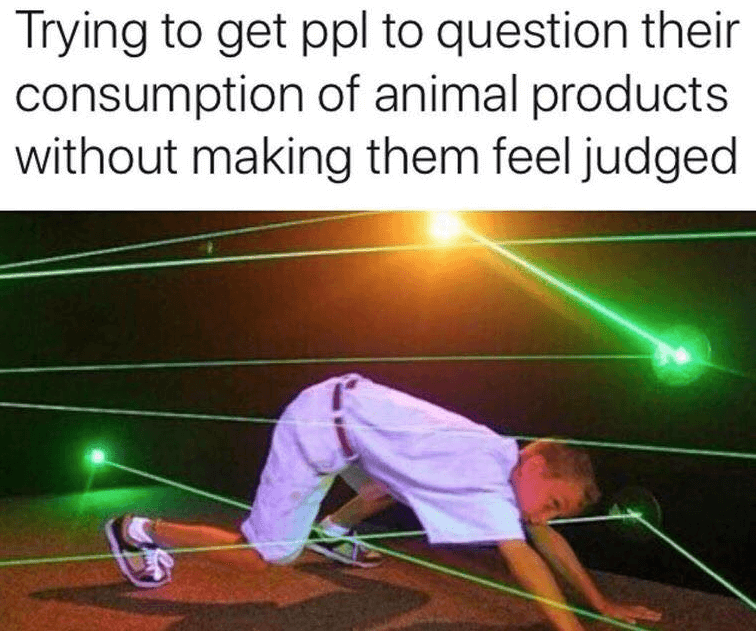 Trying to get ppl to question their
consumption of animal products
without making them feel judged